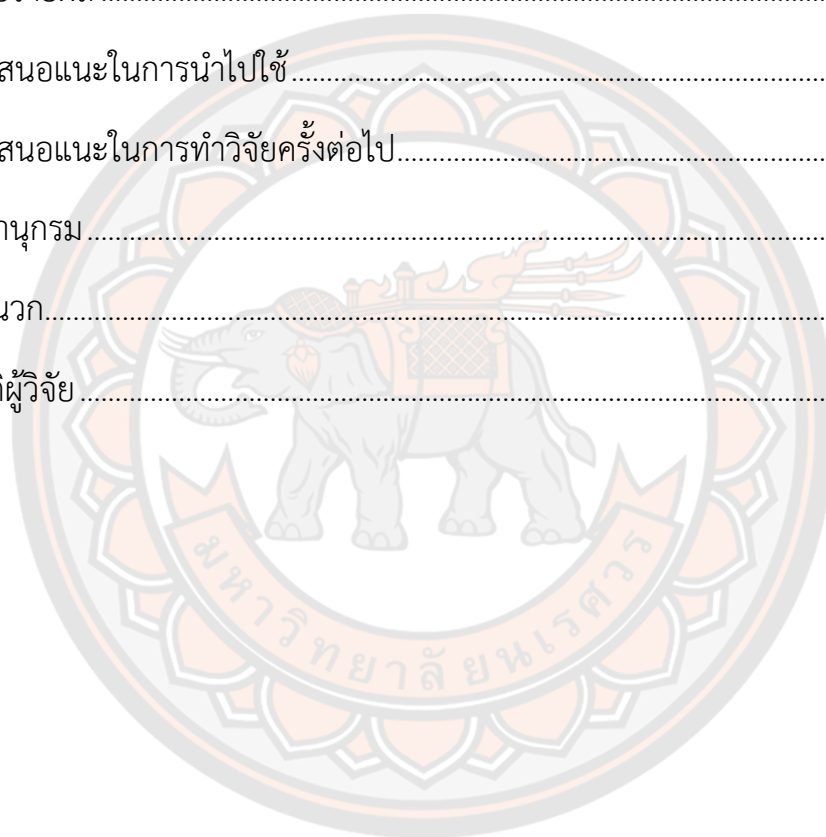 สนอแนะในการนำไปใช้
สนอแนะในการทำวิจัยครั้งต่อไป
านุกรม
นวก
ผู้วิจัย
มหาวิทยาลัยนเรศวร